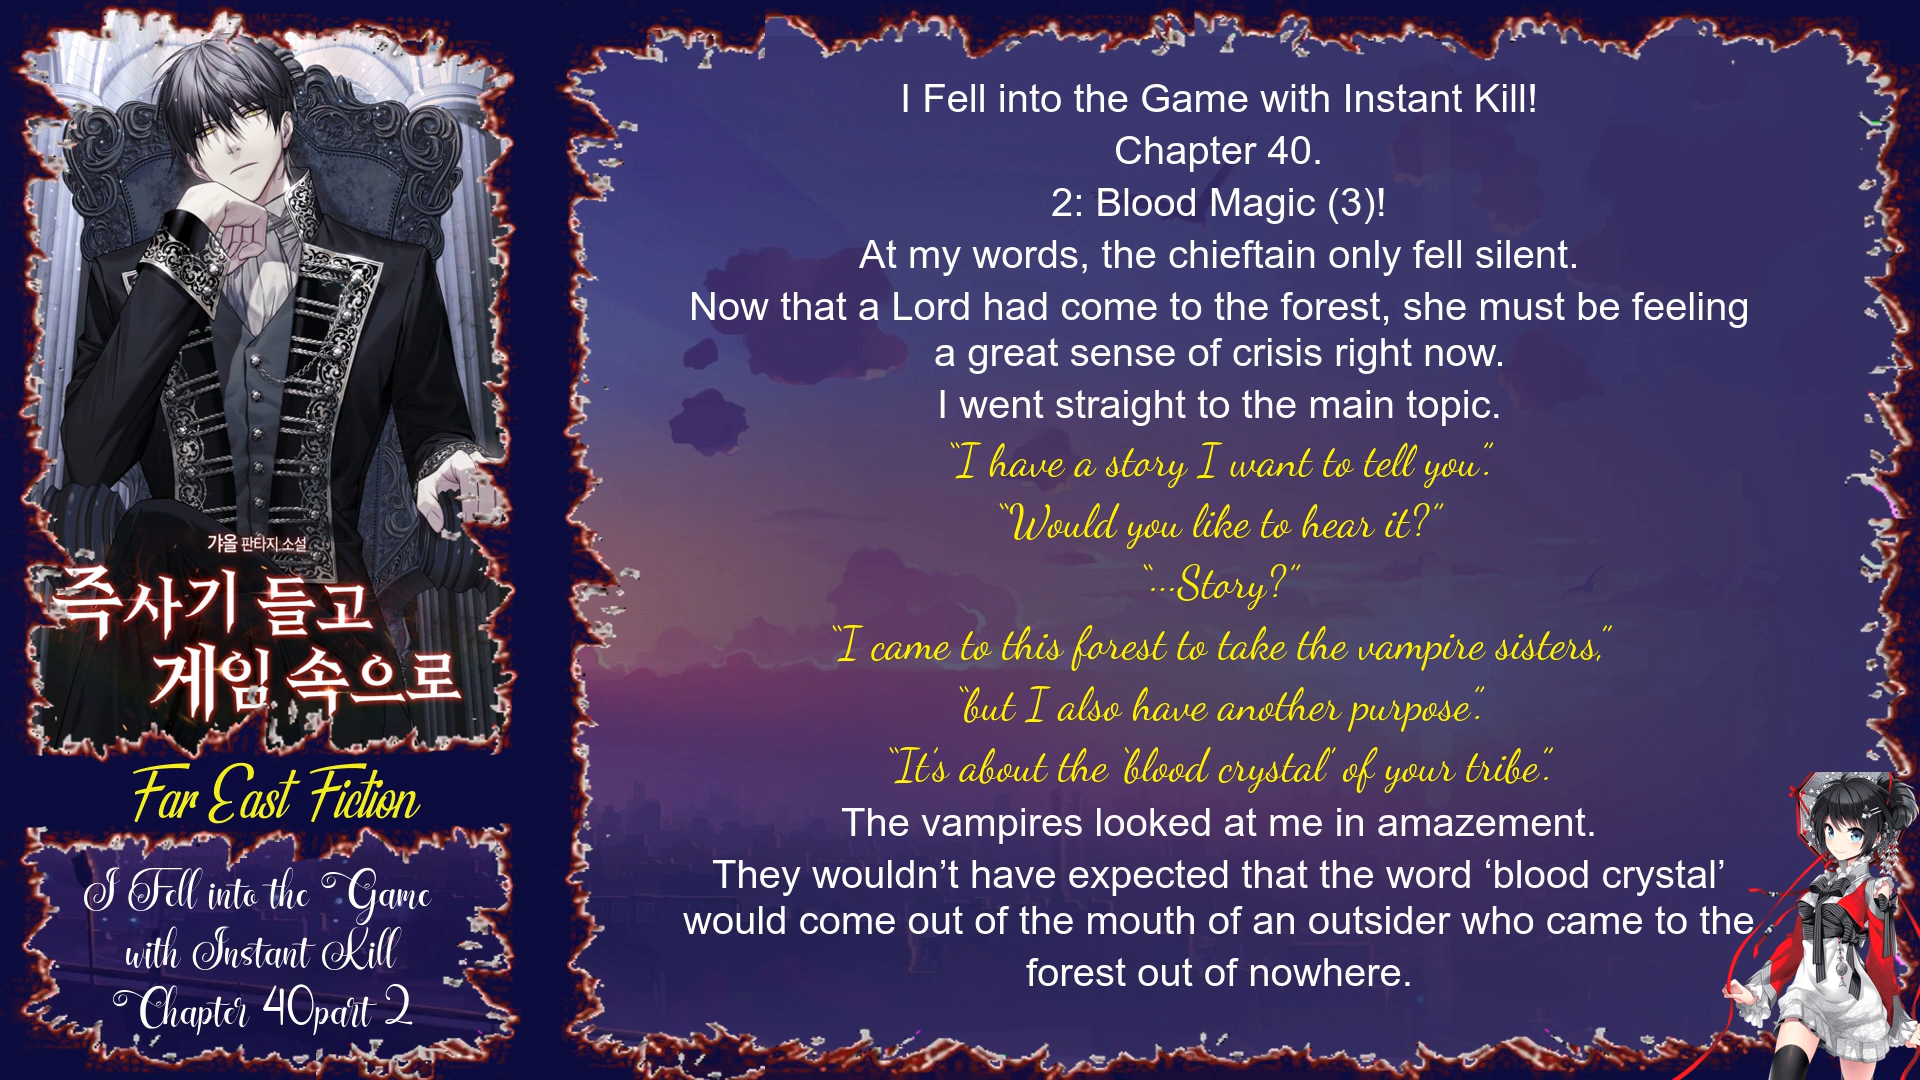 갸울 판타지 소설
즉사기 들고
게임 속으로
Far East Fiction
I Fell into the Game
with Instant Kill
Chapter 40part 2
I Fell into the Game with Instant Kill!
Chapter 40.
2: Blood Magic (3)!
At my words, the chieftain only fell silent.
Now that a Lord had come to the forest, she must be feeling
a great sense of crisis right now.
I went straight to the main topic.
“I have a story I want to tell you”.
“Would you like to hear it?”
“…Story?”
“I came to this forest to take the vampire sisters,”
“but I also have another purpose”.
“It’s about the ‘blood crystal’ of your tribe”.
The vampires looked at me in amazement.
They wouldn’t have expected that the word ‘blood crystal’
would come out of the mouth of an outsider who came to the
forest out of nowhere.